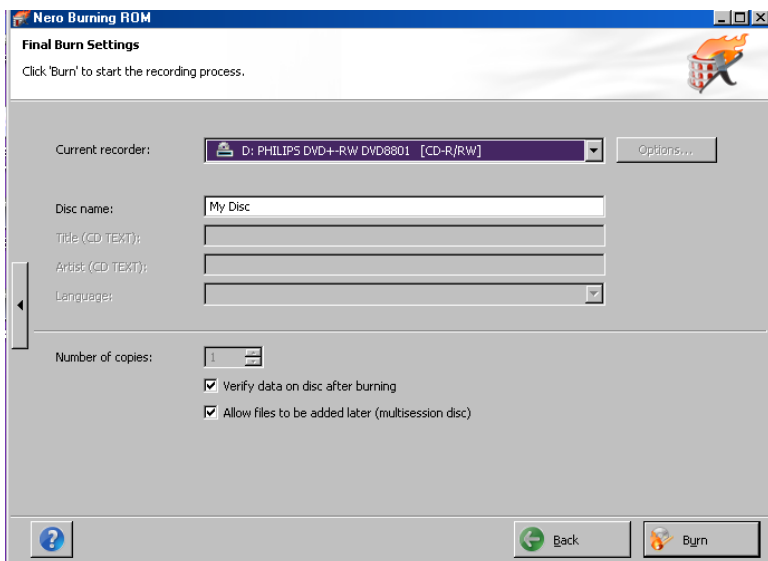 Nero Burning ROM
Final Burn Settings
Click 'Burn' to start the recording process.
Current recorder:
D: PHILIPS DVD+-RW DVD8801 [CD-R/RW]
Options...
Disc name:
My Disc
Title (CD TEXT):
Artist (CD TEXT):
Language:
Number of copies:
1
Verify data on disc after burning
Allow files to be added later (multisession disc)
Back
Burn